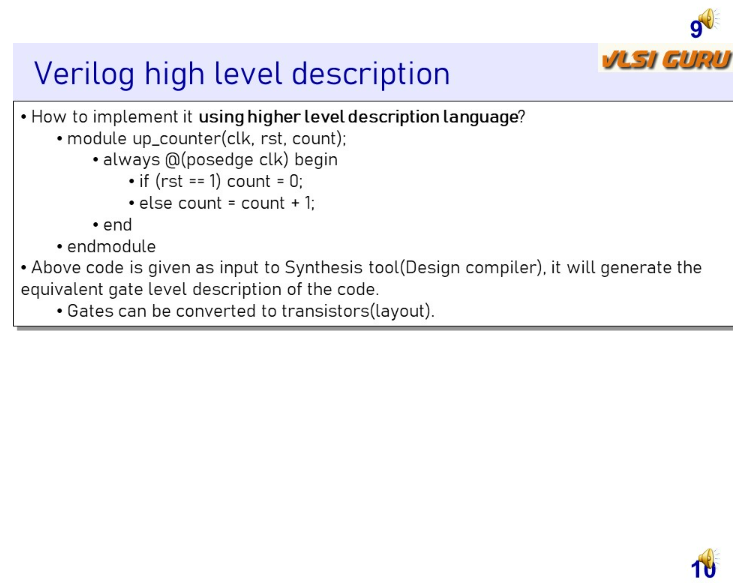 9
VLSI GURU
Verilog high level description
• How to implement it using higher level description language?
• module up_counter(clk, rst, count);
• always @(posedge clk) begin
• if (rst == 1) count = 0;
• else count = count + 1;
• end
• endmodule
• Above code is given as input to Synthesis tool(Design compiler), it will generate the
equivalent gate level description of the code.
• Gates can be converted to transistors(layout).
10